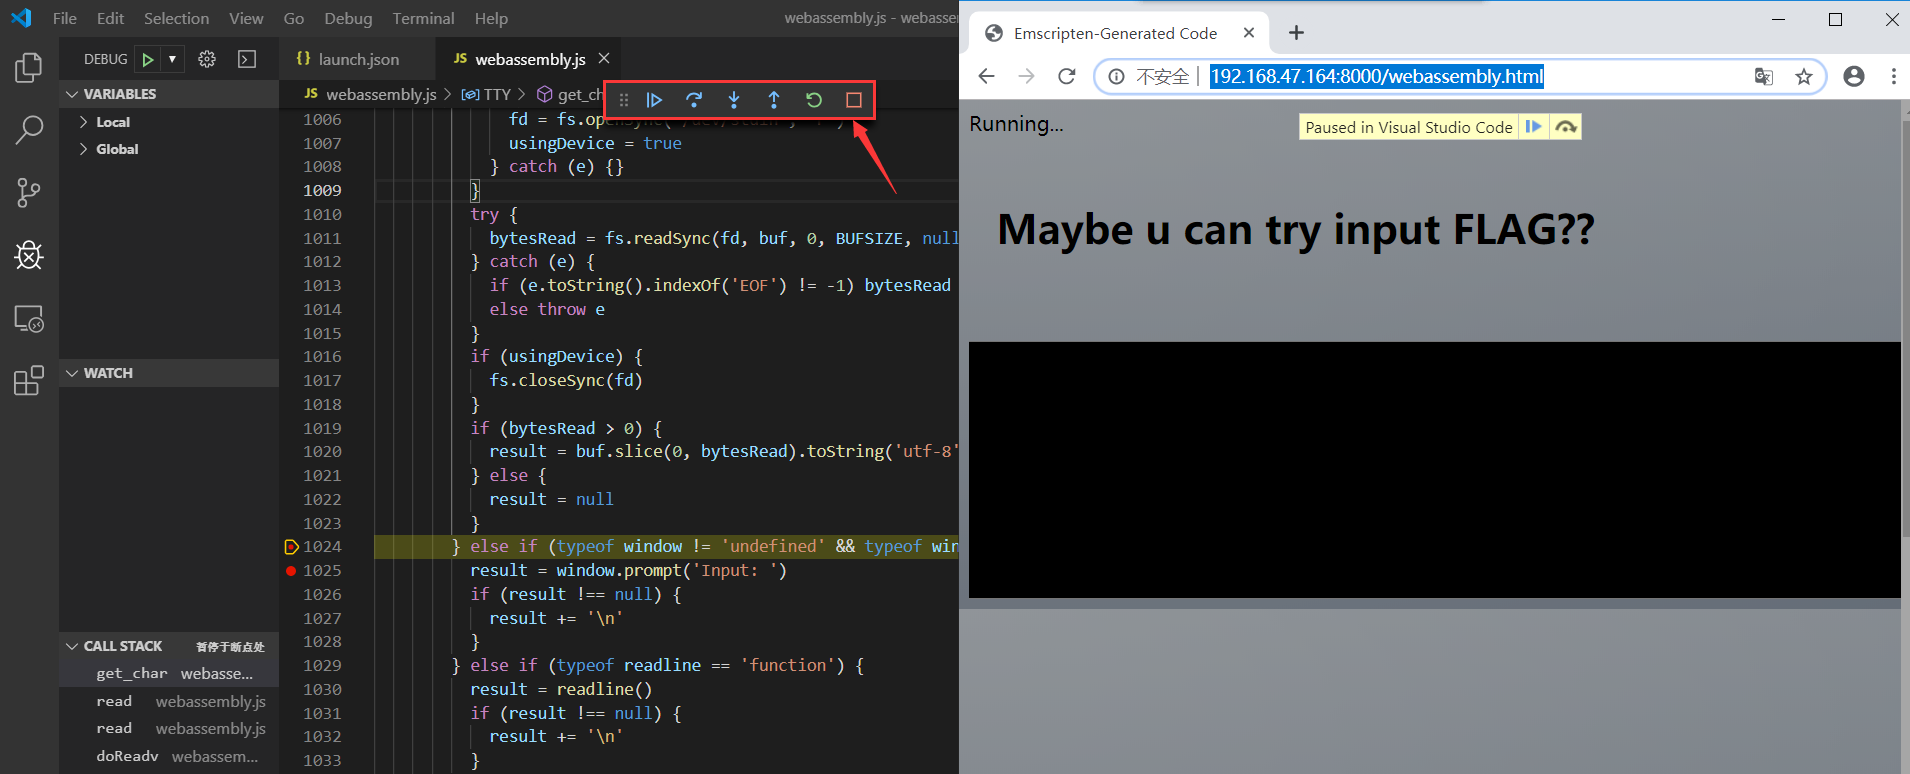 File Edit Selection View Go Debug Terminal Help
webassembly.js - webassem
DEBUG
{} launch.json
JS webassembly.js
VARIABLES
Local
Global
WATCH
CALL STACK 暂停于断点处
get_char webasse...
read webassembly.js
read webassembly.js
doReadv webassem...
JS webassembly.js > TTY > get_ch
1006 fd = fs.openSync(
1007 usingDevice = true
1008 } catch (e) {}
1009 }
1010 try {
1011 bytesRead = fs.readSync(fd, buf, 0, BUFSIZE, null
1012 } catch (e) {
1013 if (e.toString().indexOf('EOF') != -1) bytesRead
1014 else throw e
1015 }
1016 if (usingDevice) {
1017 fs.closeSync(fd)
1018 }
1019 if (bytesRead > 0) {
1020 result = buf.slice(0, bytesRead).toString('utf-8'
1021 } else {
1022 result = null
1023 }
1024 } else if (typeof window != 'undefined' && typeof win
1025 result = window.prompt('Input: ')
1026 if (result !== null) {
1027 result += '\n'
1028 }
1029 } else if (typeof readline == 'function') {
1030 result = readline()
1031 if (result !== null) {
1032 result += '\n'
1033 }
Emscripten-Generated Code
不安全 | 192.168.47.164:8000/webassembly.html
Running...
Paused in Visual Studio Code
Maybe u can try input FLAG??